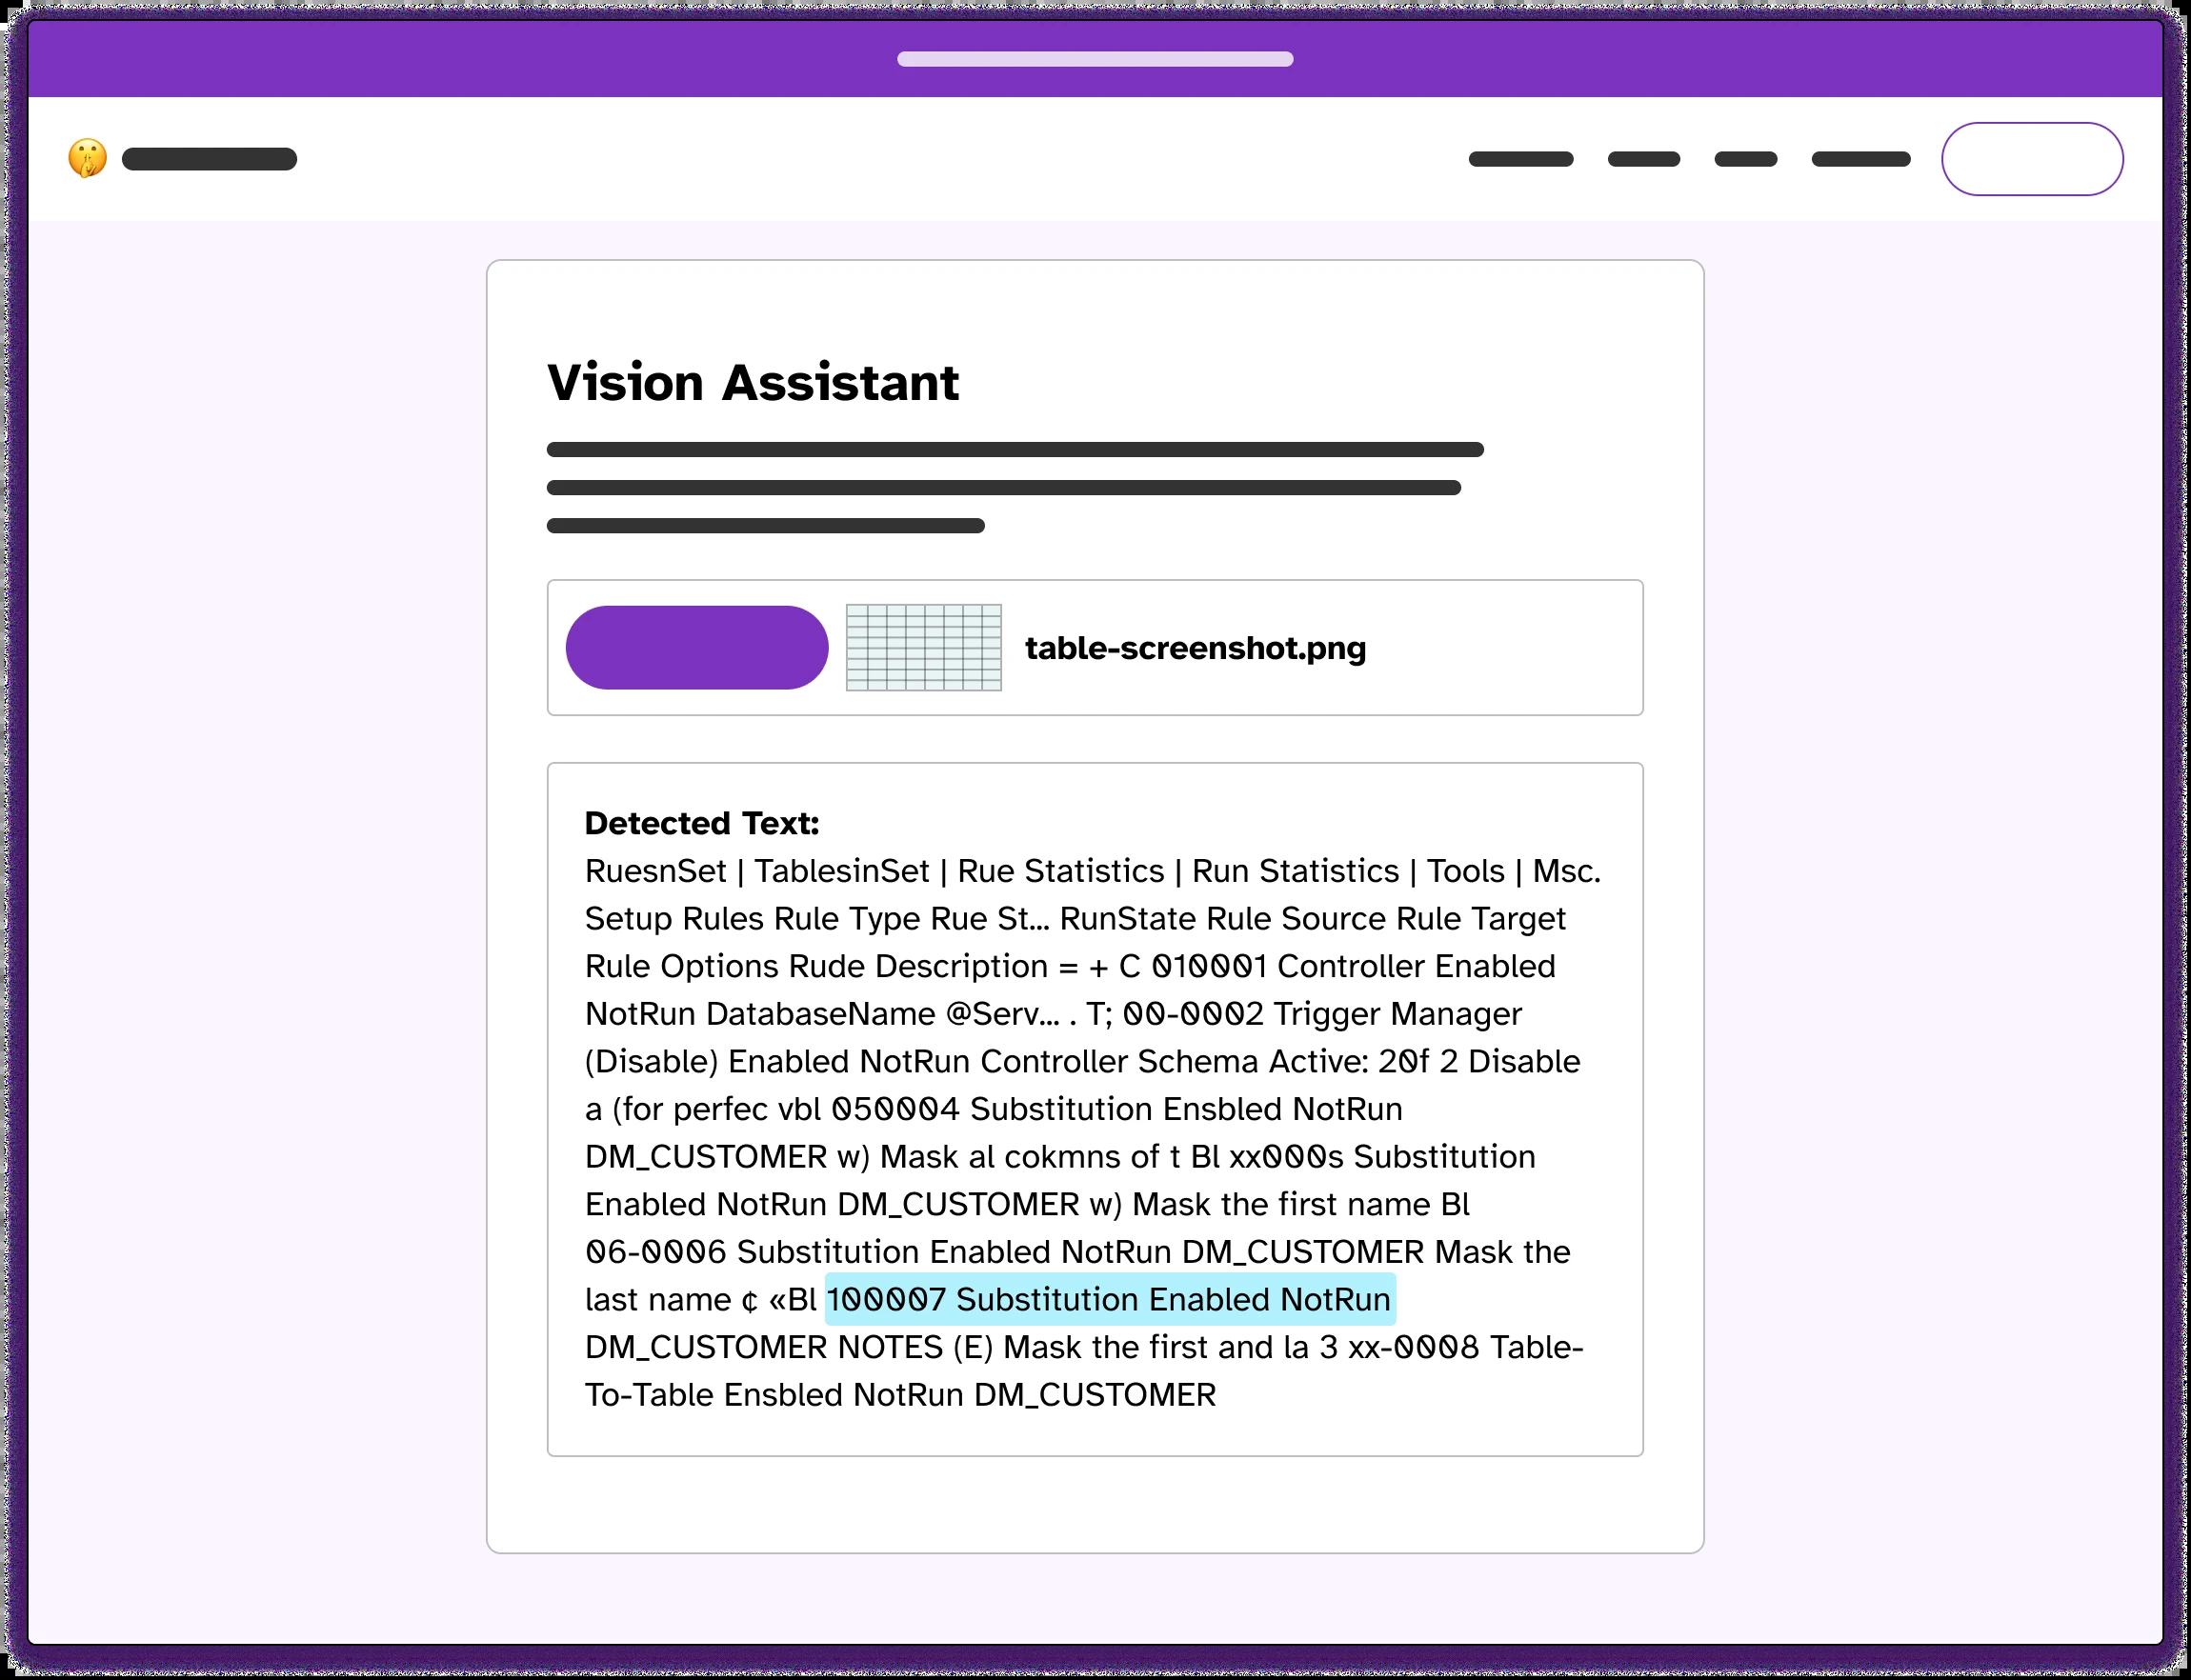 Vision Assistant
table-screenshot.png
Detected Text:
RuesnSet | TablesinSet | Rue Statistics | Run Statistics | Tools | Msc.
Setup Rules Rule Type Rue St... RunState Rule Source Rule Target
Rule Options Rude Description = + C 010001 Controller Enabled
NotRun DatabaseName @Serv... . T; 00-0002 Trigger Manager
(Disable) Enabled NotRun Controller Schema Active: 20f 2 Disable
a (for perfec vbl 050004 Substitution Ensbled NotRun
DM_CUSTOMER w) Mask al cokmns of t Bl xx000s Substitution
Enabled NotRun DM_CUSTOMER w) Mask the first name Bl
06-0006 Substitution Enabled NotRun DM_CUSTOMER Mask the
last name ¢ «Bl 100007 Substitution Enabled NotRun
DM_CUSTOMER NOTES (E) Mask the first and la 3 xx-0008 Table-
To-Table Ensbled NotRun DM_CUSTOMER